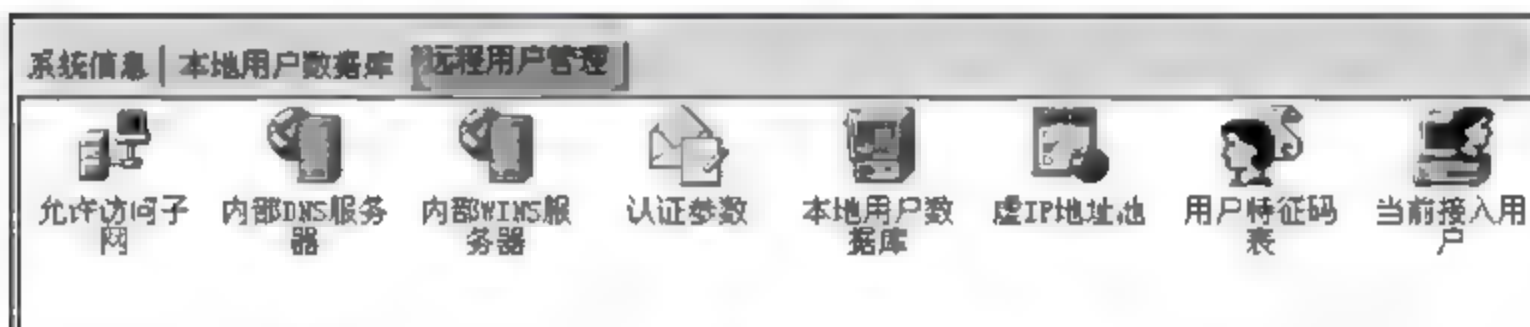 系统信息 本地用户数据库 远程用户管理
允许访问子网
内部DNS服务器
内部WINS服务器
认证参数
本地用户数据库
虚IP地址池
用户特征码表
当前接入用户